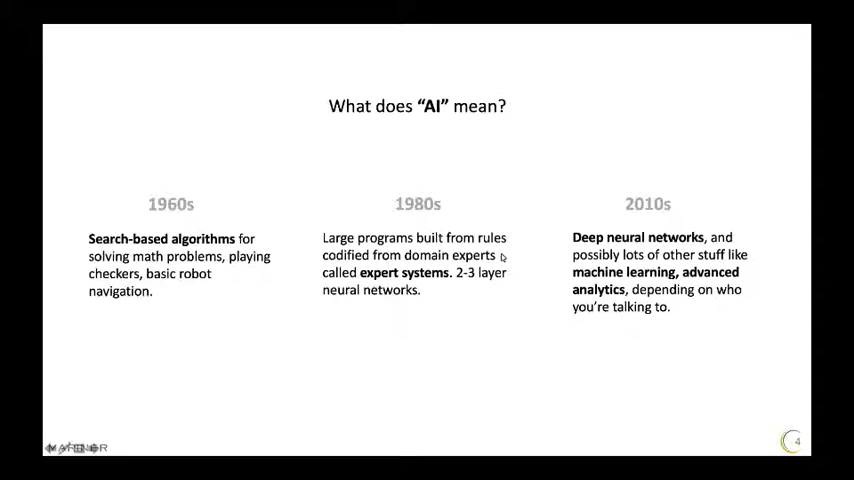 What does “AI” mean?
1960s
Search-based algorithms for
solving math problems, playing
checkers, basic robot
navigation.
1980s
Large programs built from rules
codified from domain experts
called expert systems. 2-3 layer
neural networks.
2010s
Deep neural networks, and
possibly lots of other stuff like
machine learning, advanced
analytics, depending on who
you’re talking to.
4